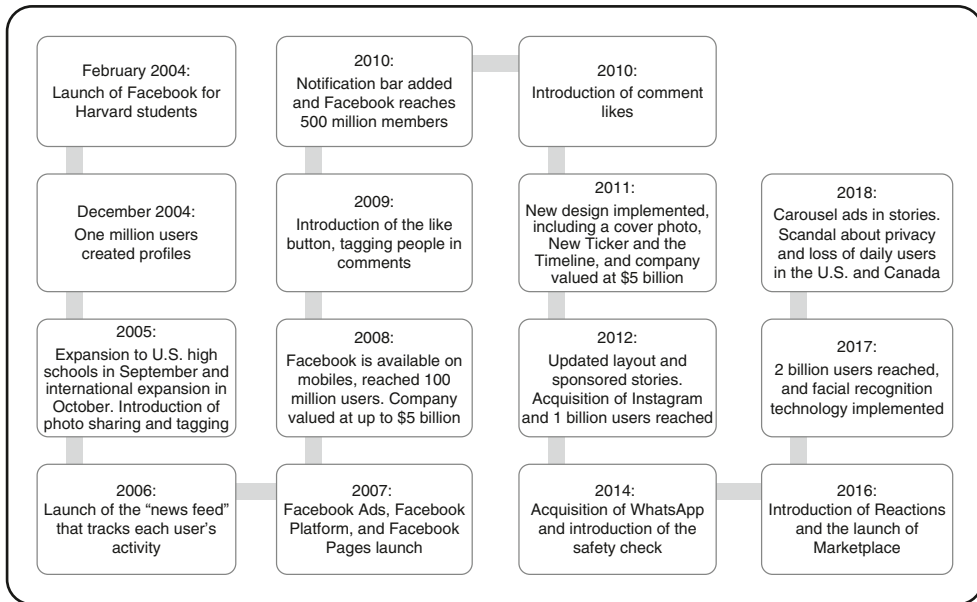 February 2004:
Launch of Facebook for
Harvard students
December 2004:
One million users
created profiles
2005:
Expansion to U.S. high
schools in September and
international expansion in
October. Introduction of
photo sharing and tagging
2006:
Launch of the “news feed”
that tracks each user’s
activity
2007:
Facebook Ads, Facebook
Platform, and Facebook
Pages launch
2008:
Facebook is available on
mobiles, reached 100
million users. Company
valued at up to $5 billion
2009:
Introduction of the like
button, tagging people in
comments
2010:
Notification bar added
and Facebook reaches
500 million members
2010:
Introduction of comment
likes
2011:
New design implemented,
including a cover photo,
New Ticker and the
Timeline, and company
valued at $5 billion
2012:
Updated layout and
sponsored stories.
Acquisition of Instagram
and 1 billion users reached
2014:
Acquisition of WhatsApp
and introduction of the
safety check
2016:
Introduction of Reactions
and the launch of
Marketplace
2017:
2 billion users reached,
and facial recognition
technology implemented
2018:
Carousel ads in stories.
Scandal about privacy
and loss of daily users
in the U.S. and Canada